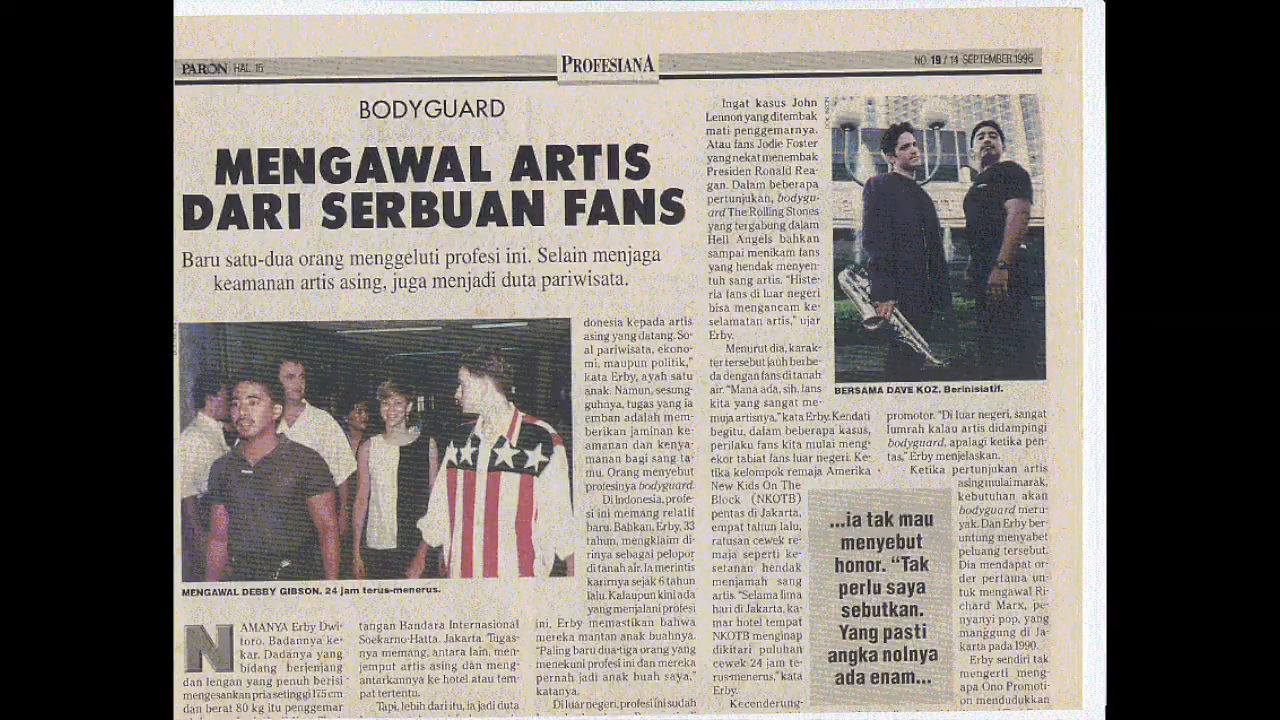 PARON HAL 15
PROFESIANA
NO 19 / 14 SEPTEMBER 1996
BODYGUARD
MENGAWAL ARTIS
DARI SERBUAN FANS
Baru satu-dua orang menggeluti profesi ini. Selain menjaga
keamanan artis asing, juga menjadi duta pariwisata.
MENGAWAL DEBBY GIBSON. 24 jam terus-menerus.
NAMANYA Erby Dwi-
toro. Badannya ke-
kar. Dadanya yang
bidang berjenjang
dan lengan yang penuh berisi
mengesankan pria setinggi 175 cm
dan berat 80 kg itu penggemar
tangan Bandara Internasional
Soekarno-Hatta, Jakarta. Tugas-
nya memang, antara lain, men-
jemput artis asing dan meng-
antarkannya ke hotel atau tem-
pat tertentu.
Tapi, lebih dari itu, ia jadi duta
donesia kepada artis
asing yang datang. So-
al pariwisata, ekono-
mi, maupun politik,"
kata Erby, ayah satu
anak. Namun, sesung-
guhnya, tugas yang ia
emban adalah mem-
berikan jaminan ke-
amanan dan kenya-
manan bagi sang ta-
mu. Orang menyebut
profesinya bodyguard.
Di Indonesia, profe-
si ini memang relatif
baru. Bahkan, Erby, 33
tahun, mengklaim di-
rinya sebagai pelopor
di tanah air. Ia merintis
karirnya sejak 6 tahun
lalu. Kalaupun kini ada
yang menjalani profesi
ini, Erby memastikan bahwa
mereka mantan anak buahnya.
"Paling baru dua-tiga orang yang
menekuni profesi ini dan mereka
pernah jadi anak buah saya,"
katanya.
Di luar negeri, profesi ini sudah
Ingat kasus John
Lennon yang ditembak
mati penggemarnya.
Atau fans Jodie Foster
yang nekat menembak
Presiden Ronald Rea-
gan. Dalam beberapa
pertunjukan, bodygu-
ard The Rolling Stones
yang tergabung dalam
Hell Angels bahkan
sampai menikam fans
yang hendak menyen-
tuh sang artis. "Histe-
ria fans di luar negeri
bisa mengancam ke-
selamatan artis," ujar
Erby.
Menurut dia, karak-
ter tersebut jauh berbe-
da dengan fans di tanah
air. "Mana ada, sih, fans
kita yang sangat me-
muja artisnya," kata Erby. Kendati
begitu, dalam beberapa kasus,
perilaku fans kita mulai meng-
ekor tabiat fans luar negeri. Ke-
tika kelompok remaja Amerika
New Kids On The
Block (NKOTB)
pentas di Jakarta,
empat tahun lalu,
ratusan cewek re-
maja seperti ke-
setanan hendak
menjamah sang
artis. "Selama lima
hari di Jakarta, ka-
mar hotel tempat
NKOTB menginap
dikitari puluhan
cewek 24 jam te-
rus-menerus," kata
Erby.
Kecenderung-
BERSAMA DAVE KOZ. Berinisiatif.
promotor. "Di luar negeri, sangat
lumrah kalau artis didampingi
bodyguard, apalagi ketika pen-
tas," Erby menjelaskan.
Ketika pertunjukan artis
asing mulai marak,
kebutuhan akan
bodyguard meru-
yak. Dan Erby ber-
untung menyabet
peluang tersebut.
Dia mendapat or-
der pertama un-
tuk mengawal Ri-
chard Marx, pe-
nyanyi pop, yang
manggung di Ja-
karta pada 1990.
Erby sendiri tak
mengerti meng-
apa Ono Promoti-
on mendudukkan
...ia tak mau
menyebut
honor. "Tak
perlu saya
sebutkan.
Yang pasti
angka nolnya
ada enam...